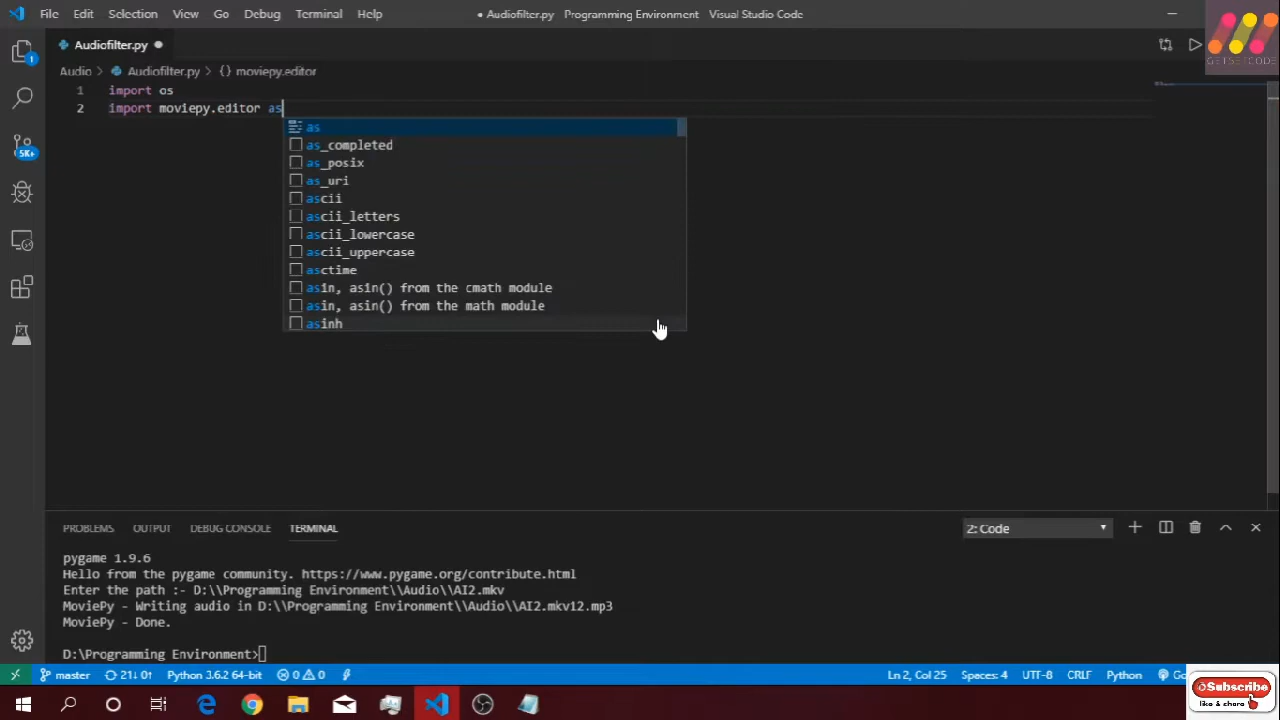 File Edit Selection View Go Debug Terminal Help
● Audiofilter.py Programming Environment Visual Studio Code
GETSETCODE
1
Audiofilter.py ●
Audio > Audiofilter.py > {} moviepy.editor
1 import os
2 import moviepy.editor as
as
as_completed
as_posix
as_uri
ascii
ascii_letters
ascii_lowercase
ascii_uppercase
asctime
asin, asin() from the cmath module
asin, asin() from the math module
asinh
5K+
PROBLEMS OUTPUT DEBUG CONSOLE TERMINAL
2: Code
pygame 1.9.6
Hello from the pygame community. https://www.pygame.org/contribute.html
Enter the path :- D:\\Programming Environment\\Audio\\AI2.mkv
MoviePy - Writing audio in D:\\Programming Environment\\Audio\\AI2.mkv12.mp3
MoviePy - Done.
D:\Programming Environment>
master 21↓ 0↑ Python 3.6.2 64-bit 0 0
Ln 2, Col 25 Spaces: 4 UTF-8 CRLF Python
Subscribe
like & share